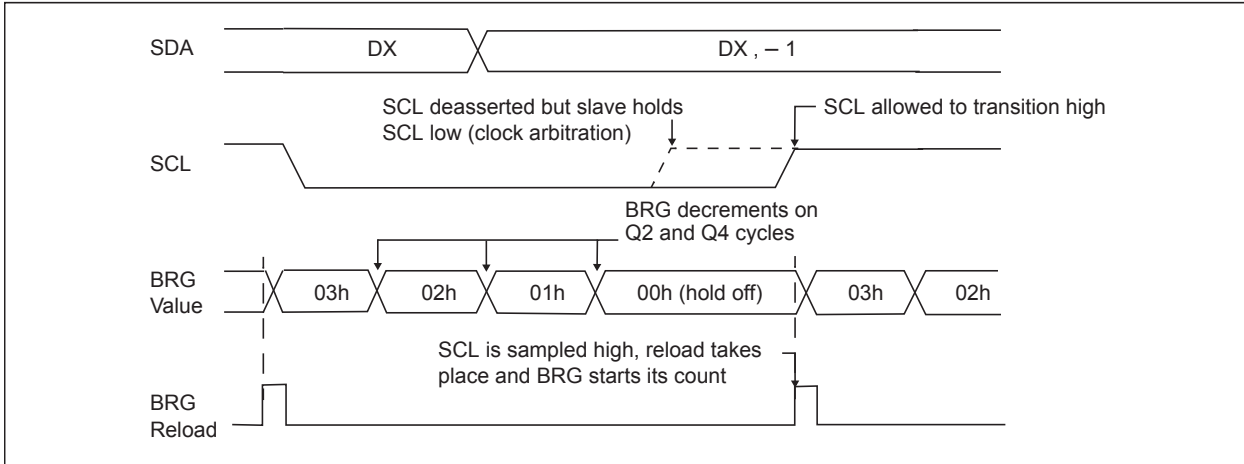 SDA
DX
DX , – 1
SCL deasserted but slave holds
SCL low (clock arbitration)
SCL allowed to transition high
SCL
BRG decrements on
Q2 and Q4 cycles
BRG
Value
03h
02h
01h
00h (hold off)
03h
02h
SCL is sampled high, reload takes
place and BRG starts its count
BRG
Reload